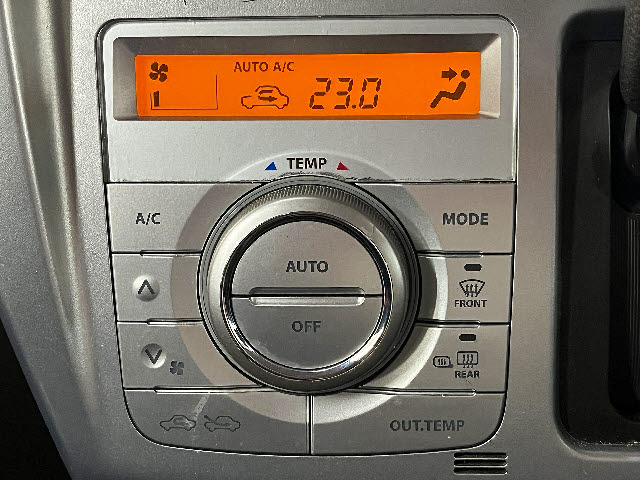 AUTO A/C
23.0
TEMP
A/C
MODE
AUTO
OFF
FRONT
REAR
OUT.TEMP